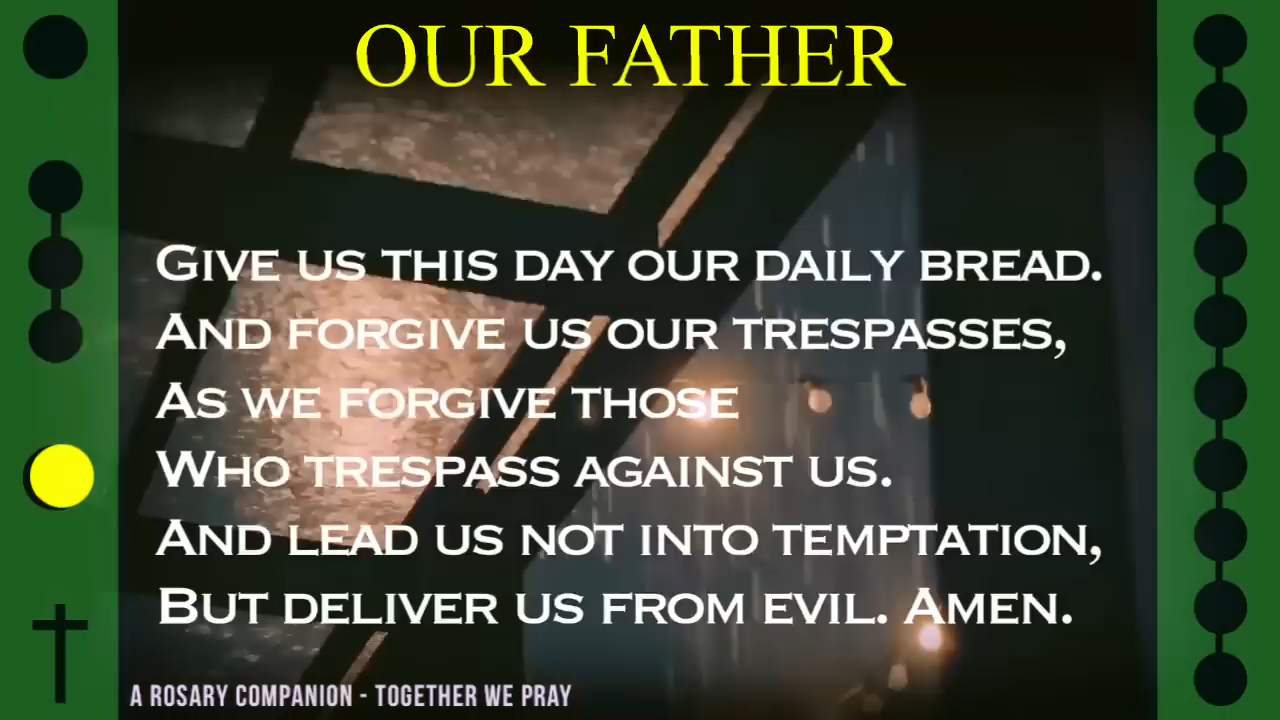 OUR FATHER
GIVE US THIS DAY OUR DAILY BREAD.
AND FORGIVE US OUR TRESPASSES,
AS WE FORGIVE THOSE
WHO TRESPASS AGAINST US.
AND LEAD US NOT INTO TEMPTATION,
BUT DELIVER US FROM EVIL. AMEN.
A ROSARY COMPANION - TOGETHER WE PRAY